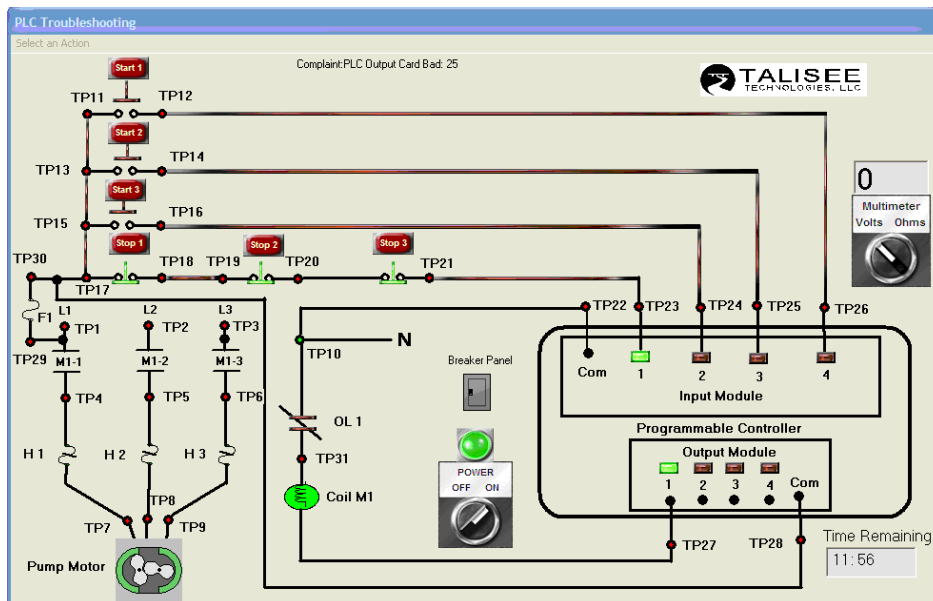 PLC Troubleshooting
Select an Action
Complaint:PLC Output Card Bad: 25
TALISEE
TECHNOLOGIES, LLC
Start 1
TP11
TP12
Start 2
TP13
TP14
Start 3
TP15
TP16
0
Multimeter
Volts Ohms
Stop 1
Stop 2
Stop 3
TP30
TP17
TP18
TP19
TP20
TP21
F1
L1
L2
L3
TP1
TP2
TP3
TP22
TP23
TP24
TP25
TP26
TP29
M1-1
M1-2
M1-3
TP10
N
Breaker Panel
Com
1
2
3
4
Input Module
TP4
TP5
TP6
OL 1
Programmable Controller
Output Module
H 1
H 2
H 3
TP31
POWER
OFF ON
1
2
3
4
Com
Coil M1
TP7
TP8
TP9
TP27
TP28
Time Remaining
11:56
Pump Motor